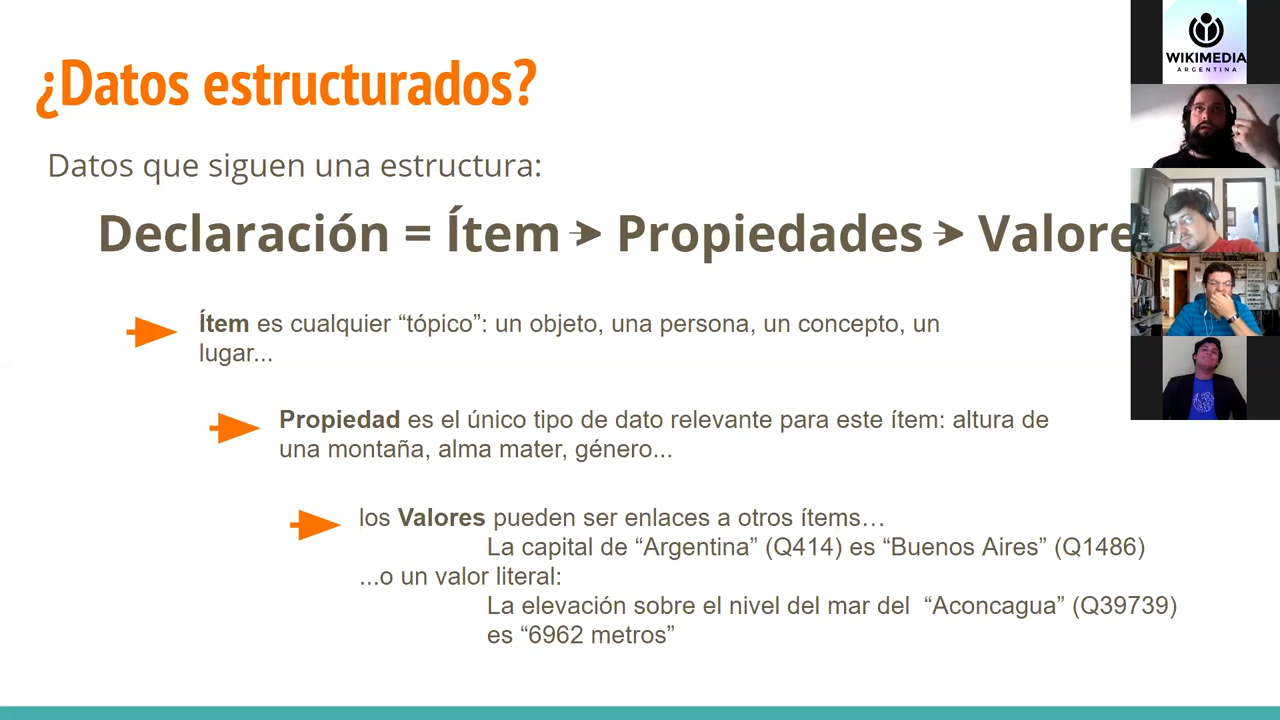 ¿Datos estructurados?
Datos que siguen una estructura:
Declaración = Ítem > Propiedades > Valore
Ítem es cualquier “tópico”: un objeto, una persona, un concepto, un
lugar...
Propiedad es el único tipo de dato relevante para este ítem: altura de
una montaña, alma mater, género...
los Valores pueden ser enlaces a otros ítems…
La capital de “Argentina” (Q414) es “Buenos Aires” (Q1486)
...o un valor literal:
La elevación sobre el nivel del mar del “Aconcagua” (Q39739)
es “6962 metros”
WIKIMEDIA
ARGENTINA